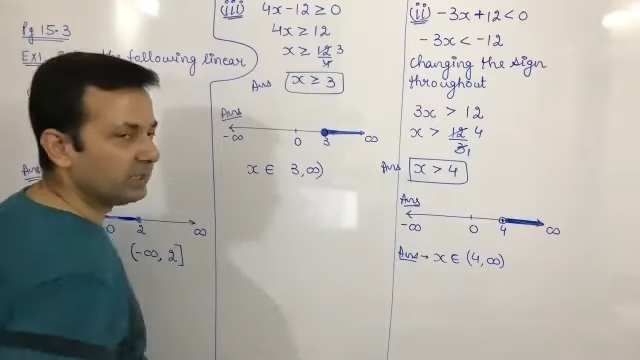 Pg 15.3
Ex1. the following linear
Ans
0 2 ∞
(-∞, 2]
(iii) 4x-12 ≥ 0
4x ≥ 12
x ≥ 12 3
4
Ans x ≥ 3
Ans
-∞ 0 3 ∞
x ∈ 3, ∞)
(ii) -3x+12 < 0
-3x < -12
changing the sign
throughout
3x > 12
x > 12 4
3 1
Ans x > 4
Ans
-∞ 0 4 ∞
Ans → x ∈ (4, ∞)